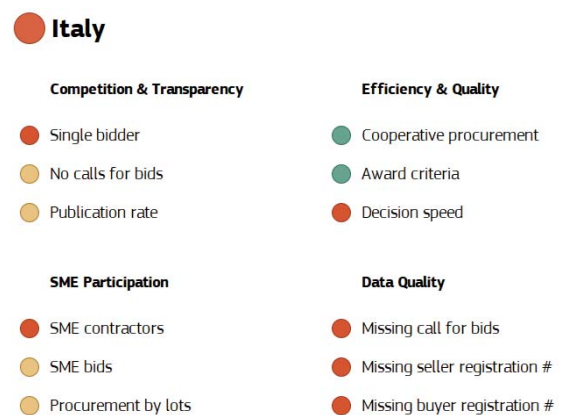 Italy
Competition & Transparency
Single bidder
No calls for bids
Publication rate
Efficiency & Quality
Cooperative procurement
Award criteria
Decision speed
SME Participation
SME contractors
SME bids
Procurement by lots
Data Quality
Missing call for bids
Missing seller registration #
Missing buyer registration #